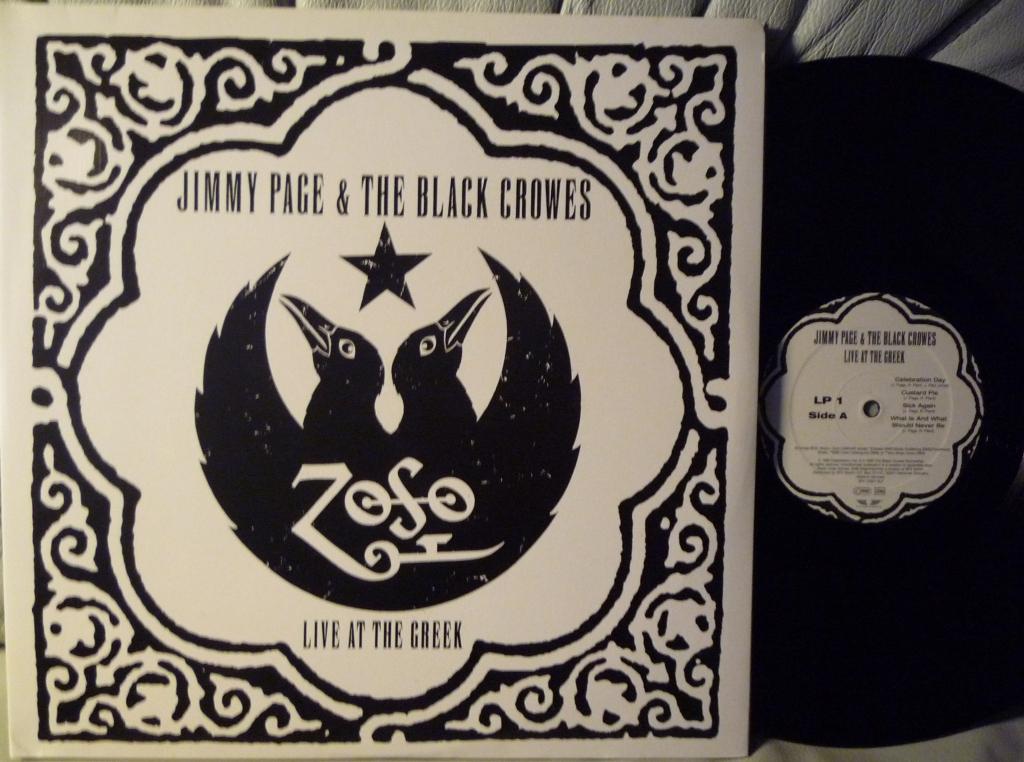 JIMMY PAGE & THE BLACK CROWES
ZOSO
LIVE AT THE GREEK
JIMMY PAGE & THE BLACK CROWES
LIVE AT THE GREEK
LP 1
Side A
Celebration Day
Custard Pie
Sick Again
What Is And What
Should Never Be